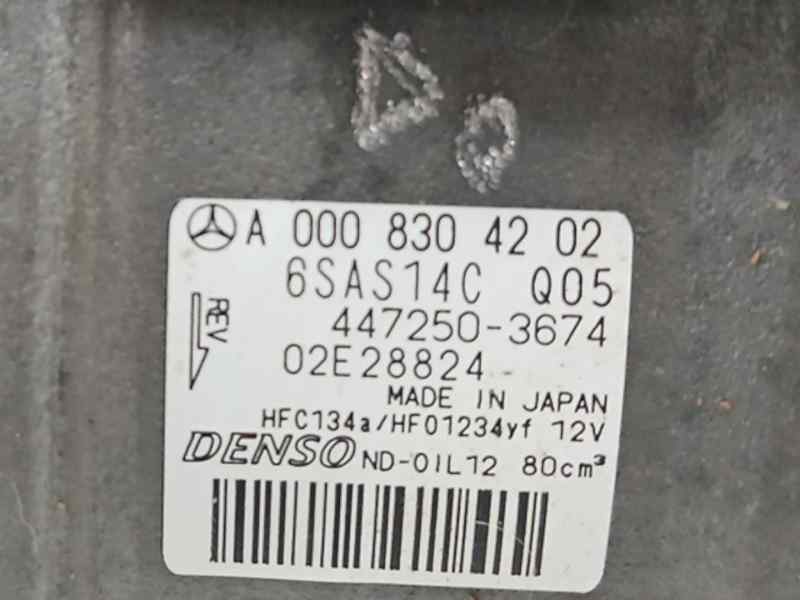 A 000 830 42 02
6SAS14C Q05
REV
447250-3674
02E28824
MADE IN JAPAN
HFC134a/HFO1234yf 12V
DENSO ND-OIL12 80cm³